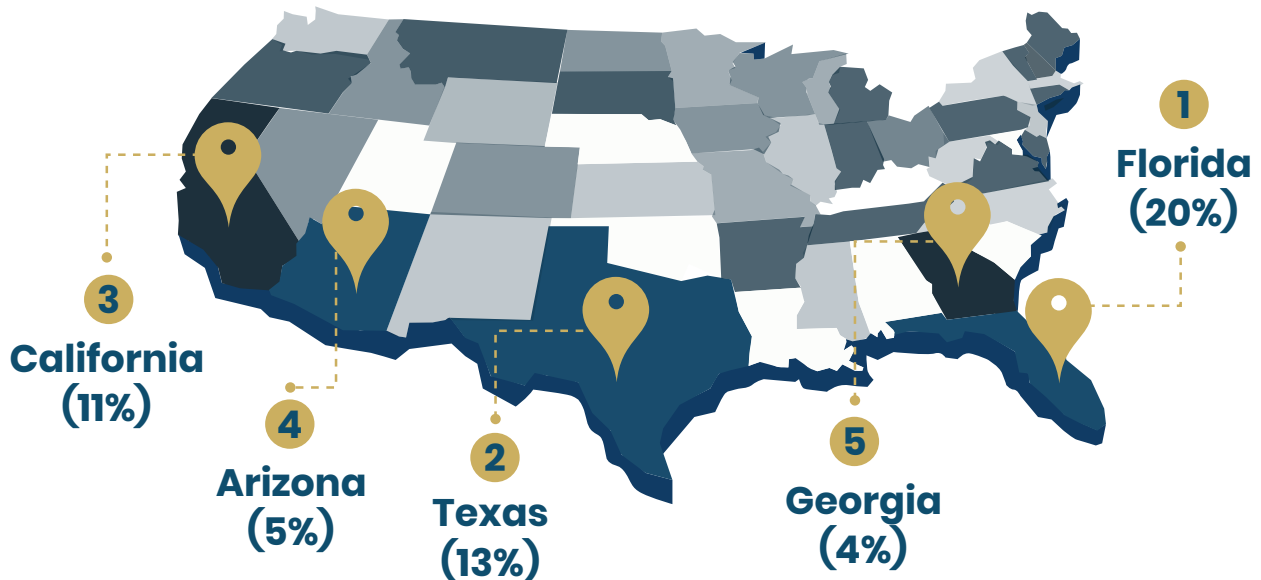 1
Florida
(20%)
2
Texas
(13%)
3
California
(11%)
4
Arizona
(5%)
5
Georgia
(4%)